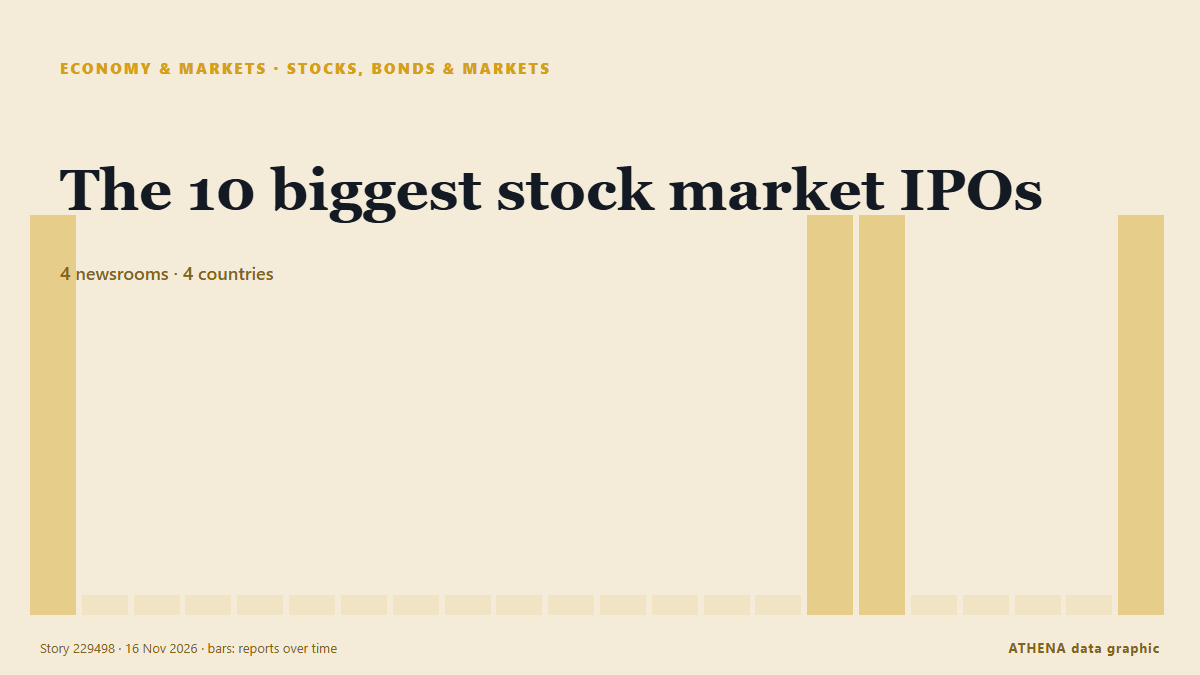 ECONOMY & MARKETS · STOCKS, BONDS & MARKETS
The 10 biggest stock market IPOs
4 newsrooms · 4 countries
Story 229498 · 16 Nov 2026 · bars: reports over time
ATHENA data graphic